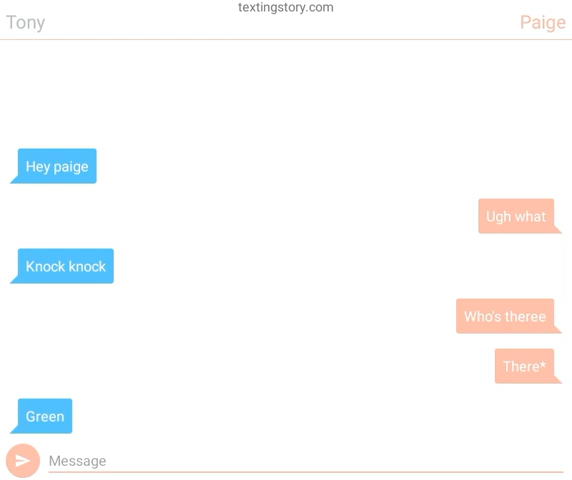 textingstory.com
Tony
Paige
Hey paige
Ugh what
Knock knock
Who's theree
There*
Green
Message